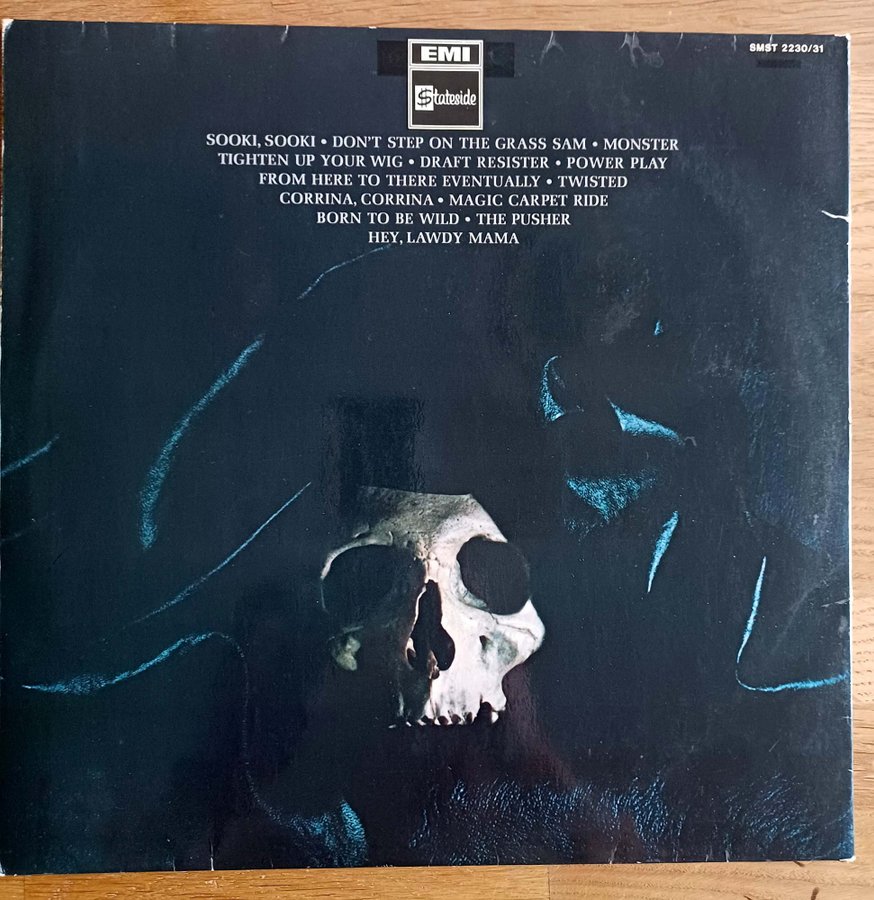 EMI
SMST 2230/31
Stateside
SOOKI, SOOKI • DON'T STEP ON THE GRASS SAM • MONSTER
TIGHTEN UP YOUR WIG • DRAFT RESISTER • POWER PLAY
FROM HERE TO THERE EVENTUALLY • TWISTED
CORRINA, CORRINA • MAGIC CARPET RIDE
BORN TO BE WILD • THE PUSHER
HEY, LAWDY MAMA